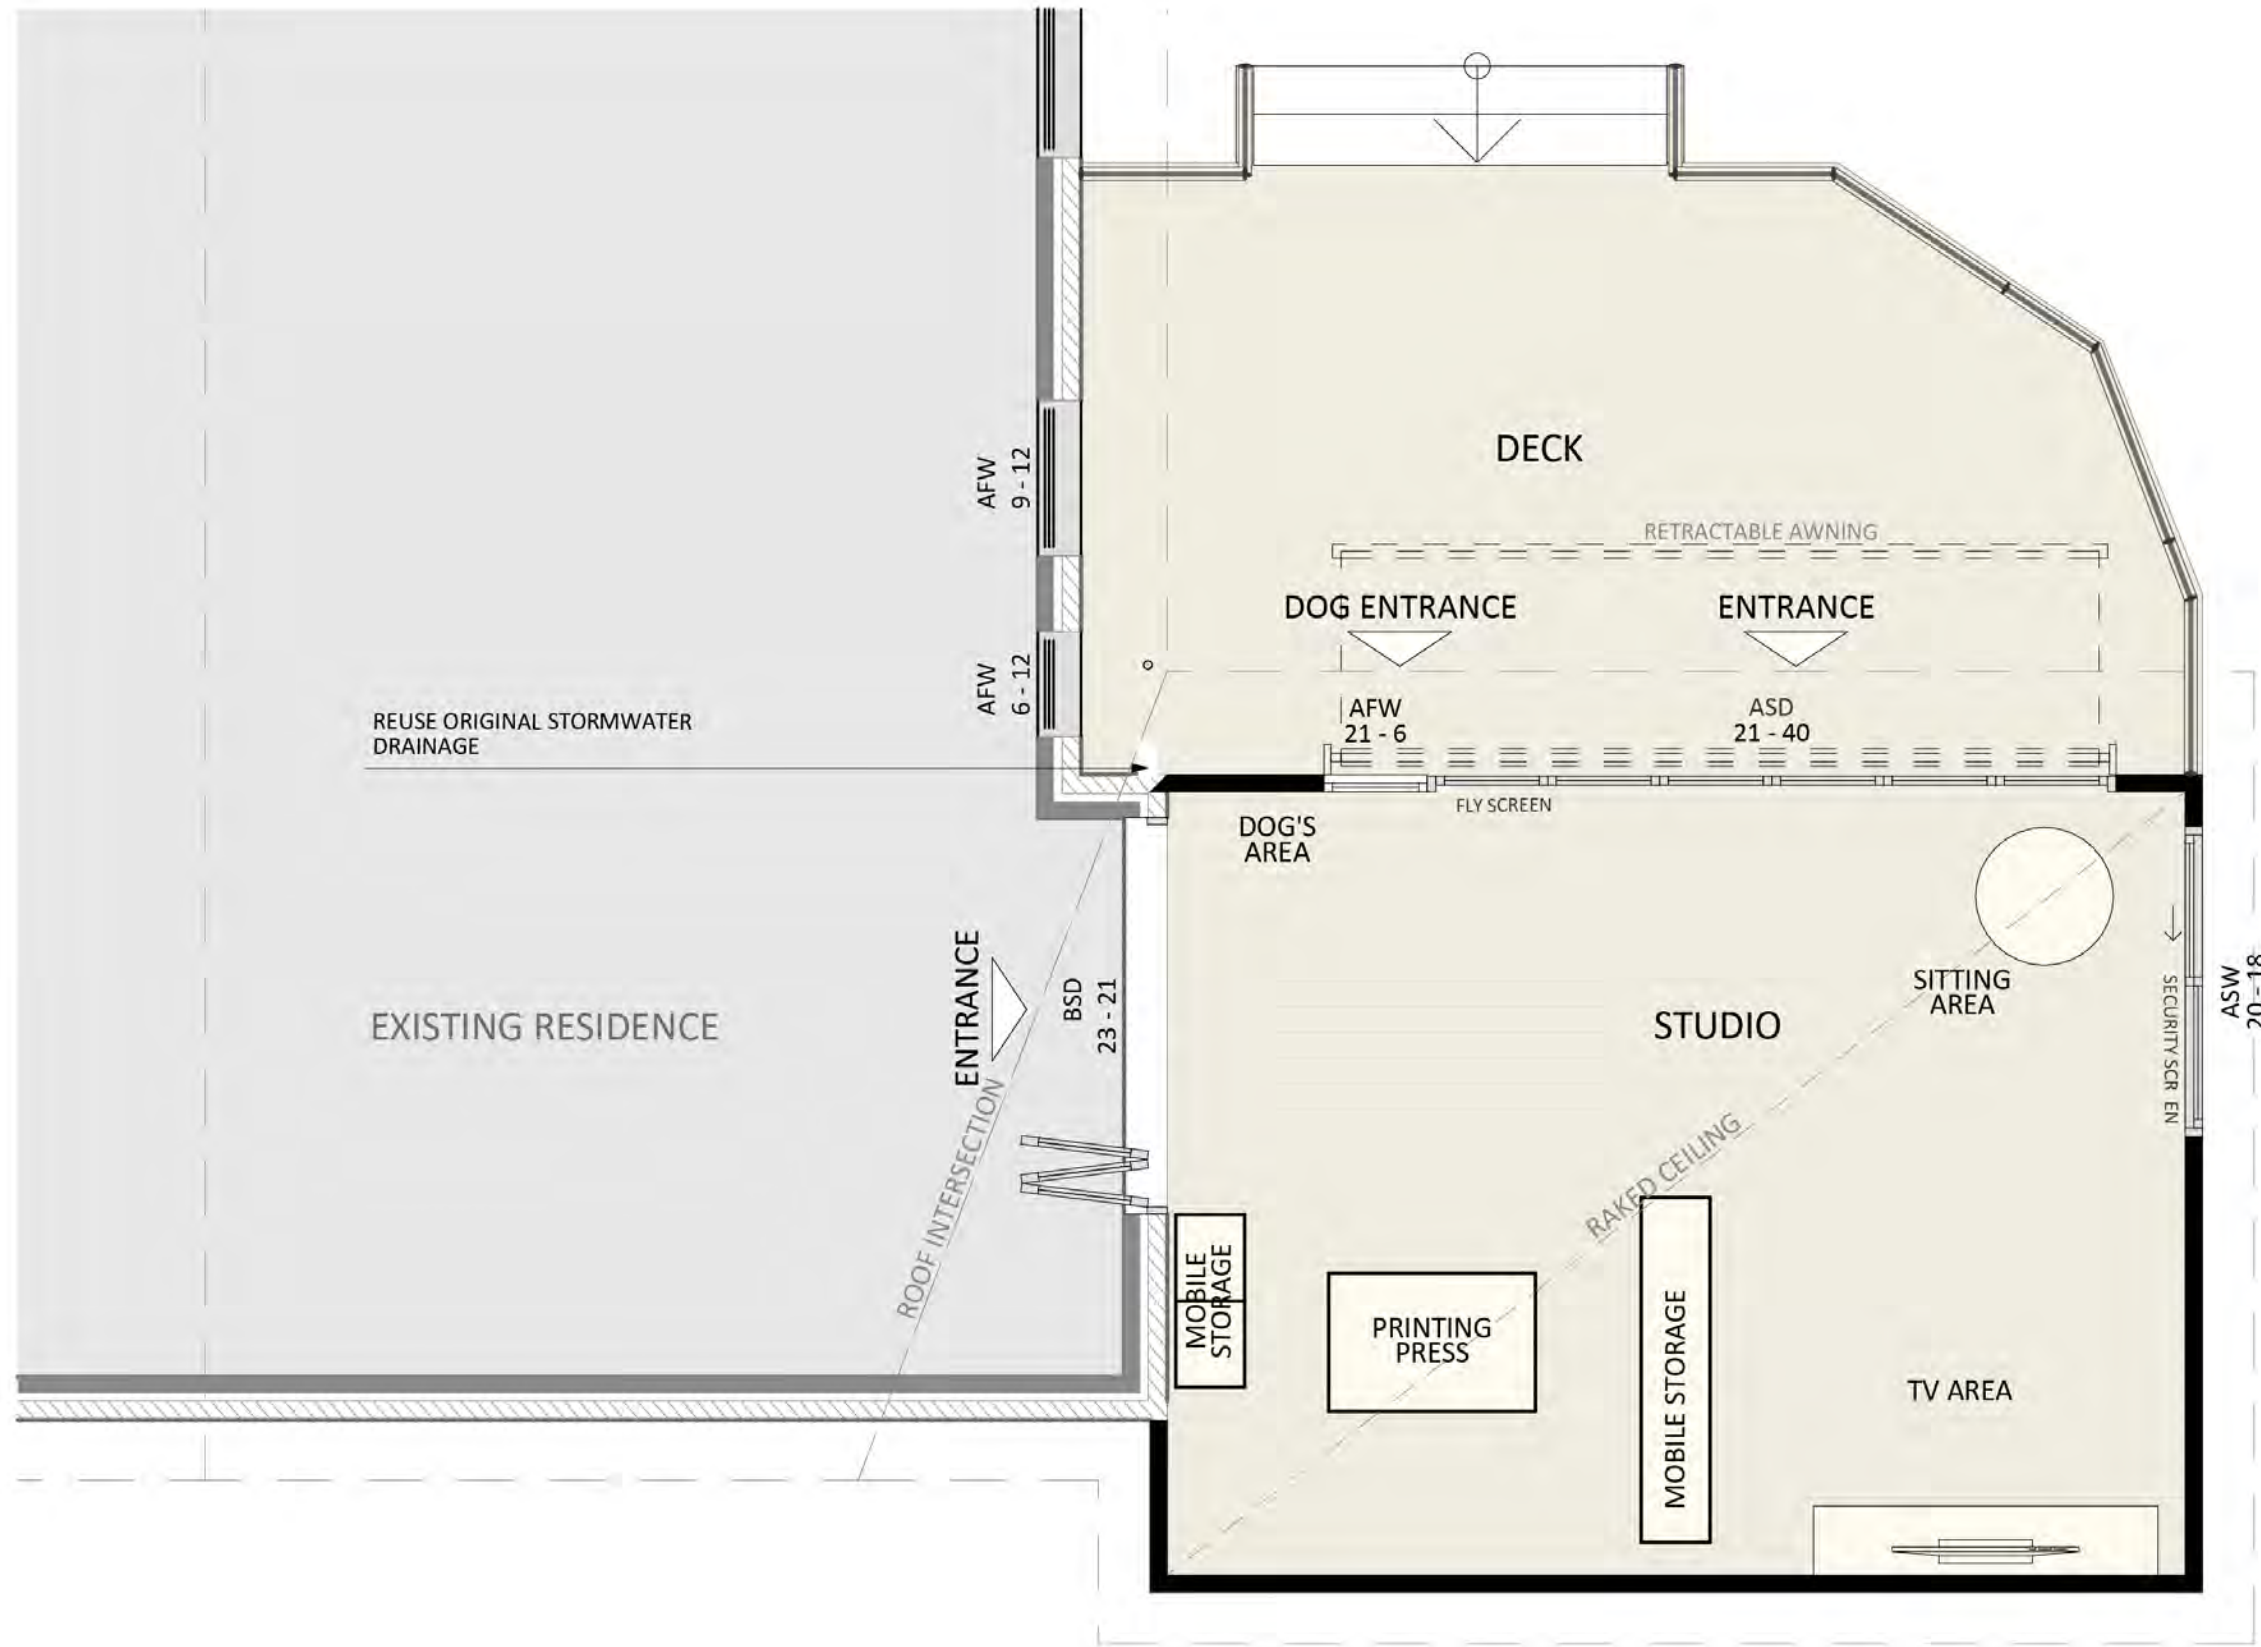 DECK
RETRACTABLE AWNING
AFW
9 - 12
DOG ENTRANCE
ENTRANCE
AFW
6 - 12
REUSE ORIGINAL STORMWATER
DRAINAGE
AFW
21 - 6
ASD
21 - 40
FLY SCREEN
DOG'S
AREA
EXISTING RESIDENCE
ENTRANCE
BSD
23 - 21
STUDIO
SITTING
AREA
SECURITY SCR EN
ASW
20 - 18
ROOF INTERSECTION
RAKED CEILING
MOBILE
STORAGE
PRINTING
PRESS
MOBILE STORAGE
TV AREA